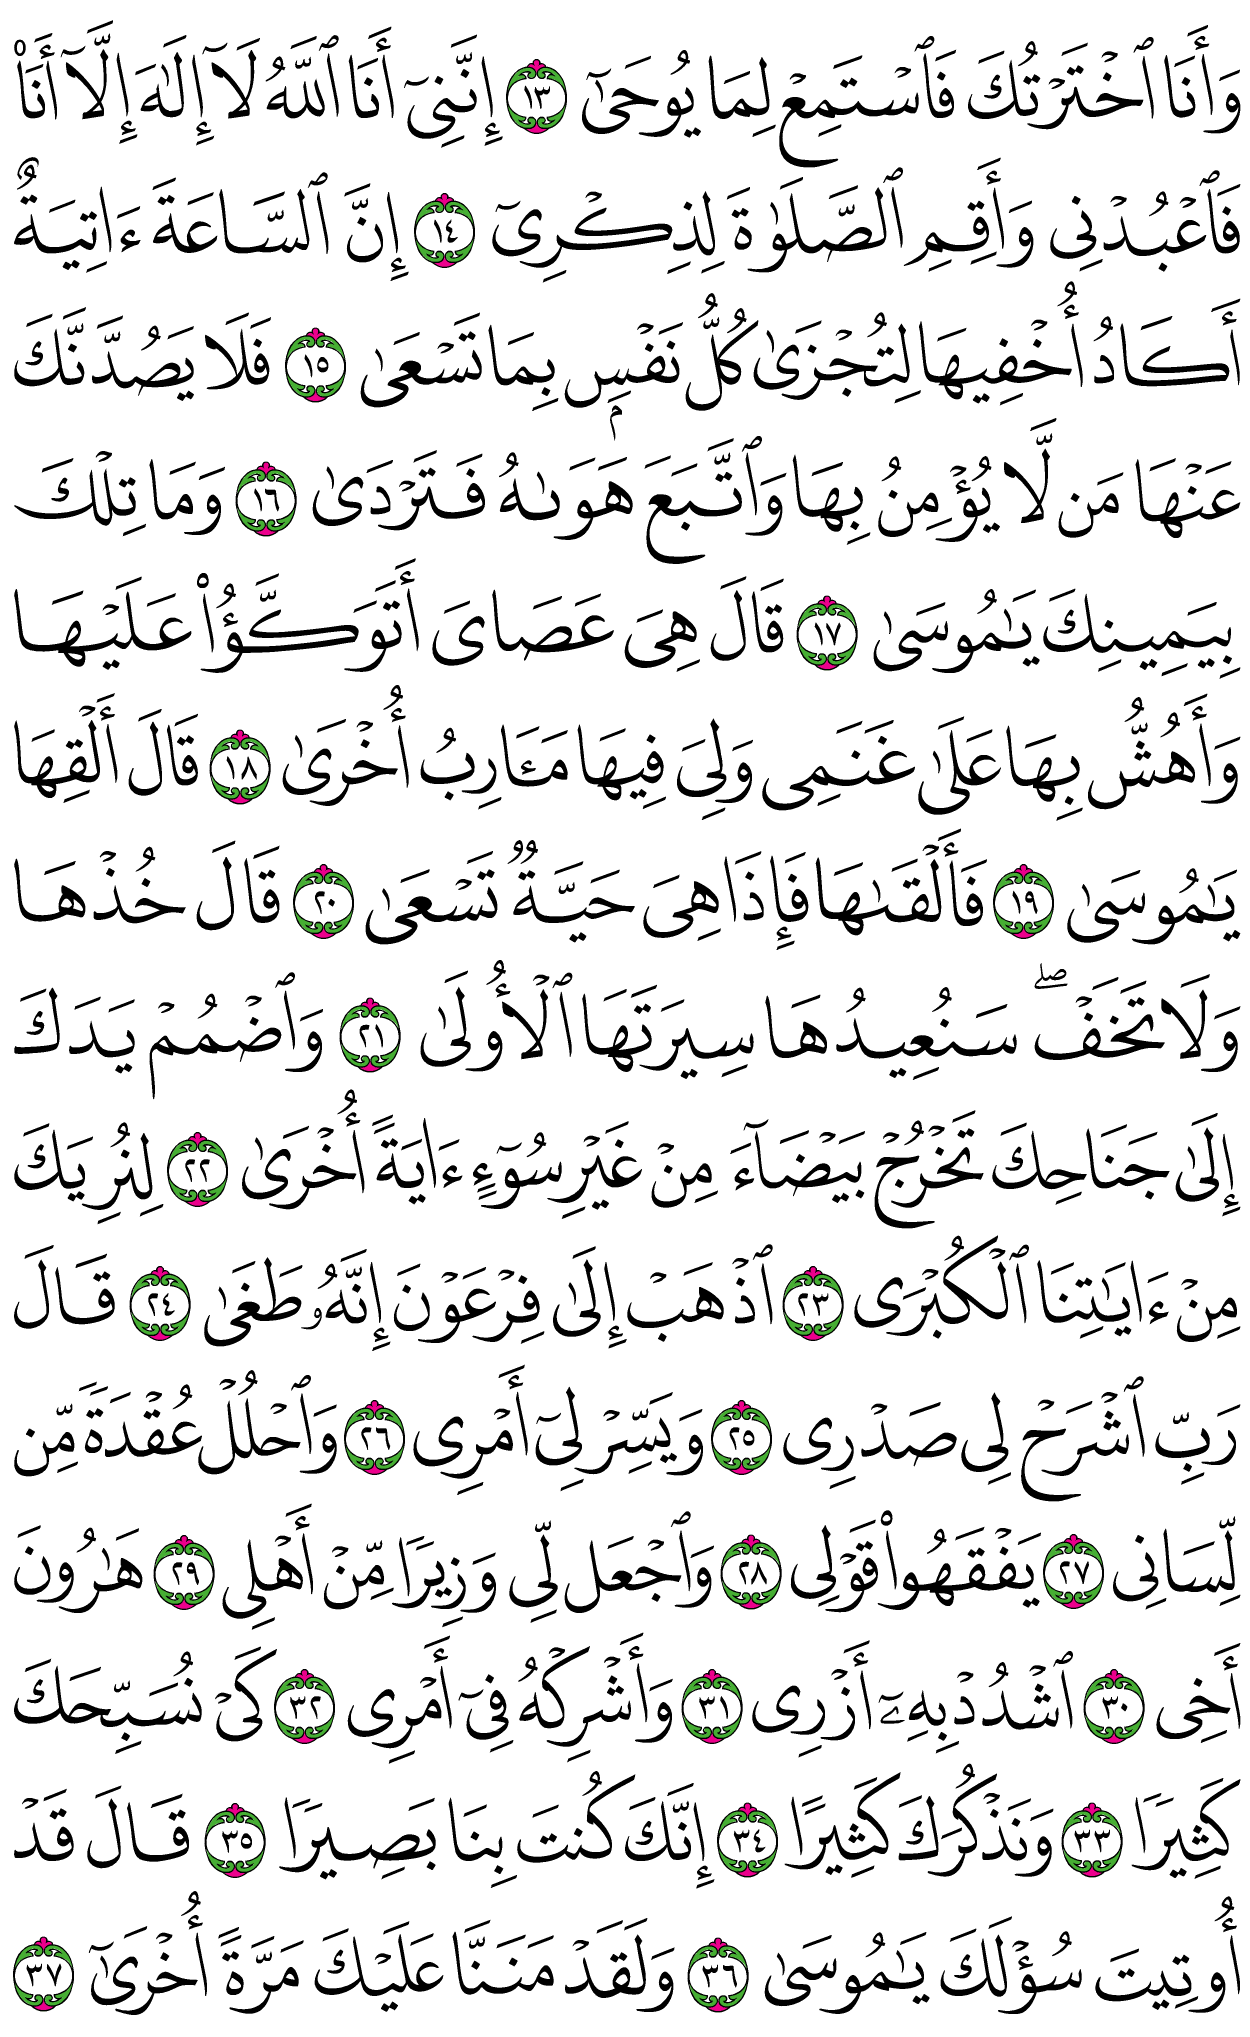 وَأَنَا ٱخْتَرْتُكَ فَٱسْتَمِعْ لِمَا يُوحَىٰٓ ١٣ إِنَّنِىٓ أَنَا ٱللَّهُ لَآ إِلَٰهَ إِلَّآ أَنَا۠
فَٱعْبُدْنِى وَأَقِمِ ٱلصَّلَوٰةَ لِذِكْرِىٓ ١٤ إِنَّ ٱلسَّاعَةَ ءَاتِيَةٌ
أَكَادُ أُخْفِيهَا لِتُجْزَىٰ كُلُّ نَفْسٍۭ بِمَا تَسْعَىٰ ١٥ فَلَا يَصُدَّنَّكَ
عَنْهَا مَن لَّا يُؤْمِنُ بِهَا وَٱتَّبَعَ هَوَىٰهُ فَتَرْدَىٰ ١٦ وَمَا تِلْكَ
بِيَمِينِكَ يَٰمُوسَىٰ ١٧ قَالَ هِىَ عَصَاىَ أَتَوَكَّؤُا۟ عَلَيْهَا
وَأَهُشُّ بِهَا عَلَىٰ غَنَمِى وَلِىَ فِيهَا مَـَٔارِبُ أُخْرَىٰ ١٨ قَالَ أَلْقِهَا
يَٰمُوسَىٰ ١٩ فَأَلْقَىٰهَا فَإِذَا هِىَ حَيَّةٌ تَسْعَىٰ ٢٠ قَالَ خُذْهَا
وَلَا تَخَفْ ۖ سَنُعِيدُهَا سِيرَتَهَا ٱلْأُولَىٰ ٢١ وَٱضْمُمْ يَدَكَ
إِلَىٰ جَنَاحِكَ تَخْرُجْ بَيْضَآءَ مِنْ غَيْرِ سُوٓءٍ ءَايَةً أُخْرَىٰ ٢٢ لِنُرِيَكَ
مِنْ ءَايَٰتِنَا ٱلْكُبْرَى ٢٣ ٱذْهَبْ إِلَىٰ فِرْعَوْنَ إِنَّهُۥ طَغَىٰ ٢٤ قَالَ
رَبِّ ٱشْرَحْ لِى صَدْرِى ٢٥ وَيَسِّرْ لِىٓ أَمْرِى ٢٦ وَٱحْلُلْ عُقْدَةً مِّن
لِّسَانِى ٢٧ يَفْقَهُوا۟ قَوْلِى ٢٨ وَٱجْعَل لِّى وَزِيرًا مِّنْ أَهْلِى ٢٩ هَٰرُونَ
أَخِى ٣٠ ٱشْدُدْ بِهِۦٓ أَزْرِى ٣١ وَأَشْرِكْهُ فِىٓ أَمْرِى ٣٢ كَىْ نُسَبِّحَكَ
كَثِيرًا ٣٣ وَنَذْكُرَكَ كَثِيرًا ٣٤ إِنَّكَ كُنتَ بِنَا بَصِيرًا ٣٥ قَالَ قَدْ
أُوتِيتَ سُؤْلَكَ يَٰمُوسَىٰ ٣٦ وَلَقَدْ مَنَنَّا عَلَيْكَ مَرَّةً أُخْرَىٰٓ ٣٧